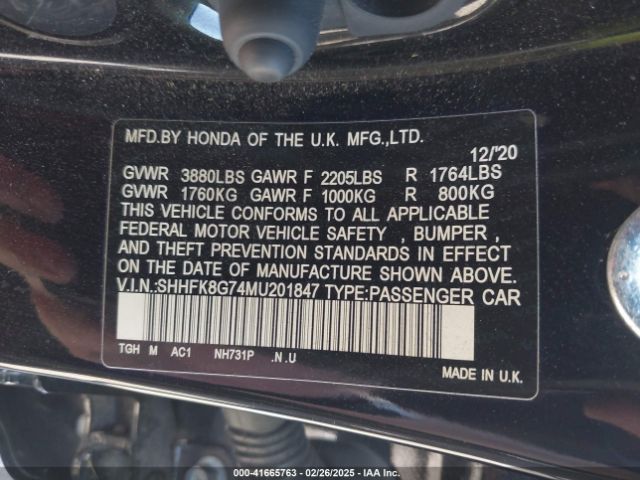 MFD.BY HONDA OF THE U.K. MFG.,LTD.
12/'20
GVWR 3880LBS GAWR F 2205LBS R 1764LBS
GVWR 1760KG GAWR F 1000KG R 800KG
THIS VEHICLE CONFORMS TO ALL APPLICABLE
FEDERAL MOTOR VEHICLE SAFETY , BUMPER ,
AND THEFT PREVENTION STANDARDS IN EFFECT
ON THE DATE OF MANUFACTURE SHOWN ABOVE.
V.I.N.:SHHFK8G74MU201847 TYPE:PASSENGER CAR
TGH M AC1 NH731P .N .U
MADE IN U.K.
000-41665763 - 02/26/2025 - IAA Inc.